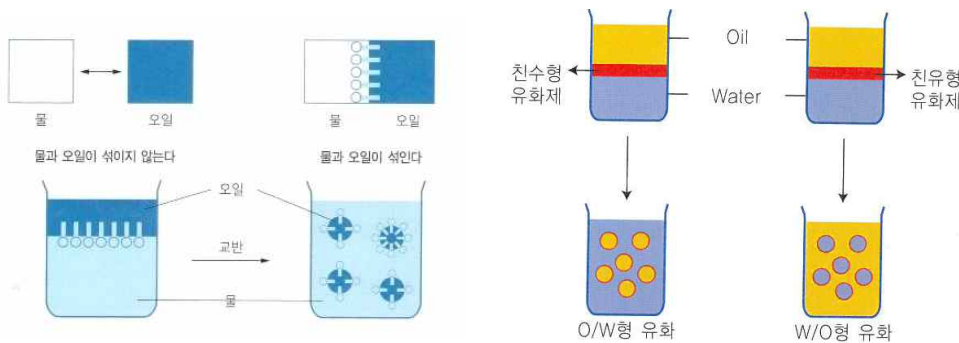 물
오일
물과 오일이 섞이지 않는다
물
오일
물과 오일이 섞인다
오일
교반
물
Oil
Water
친수형
유화제
친유형
유화제
O/W형 유화
W/O형 유화